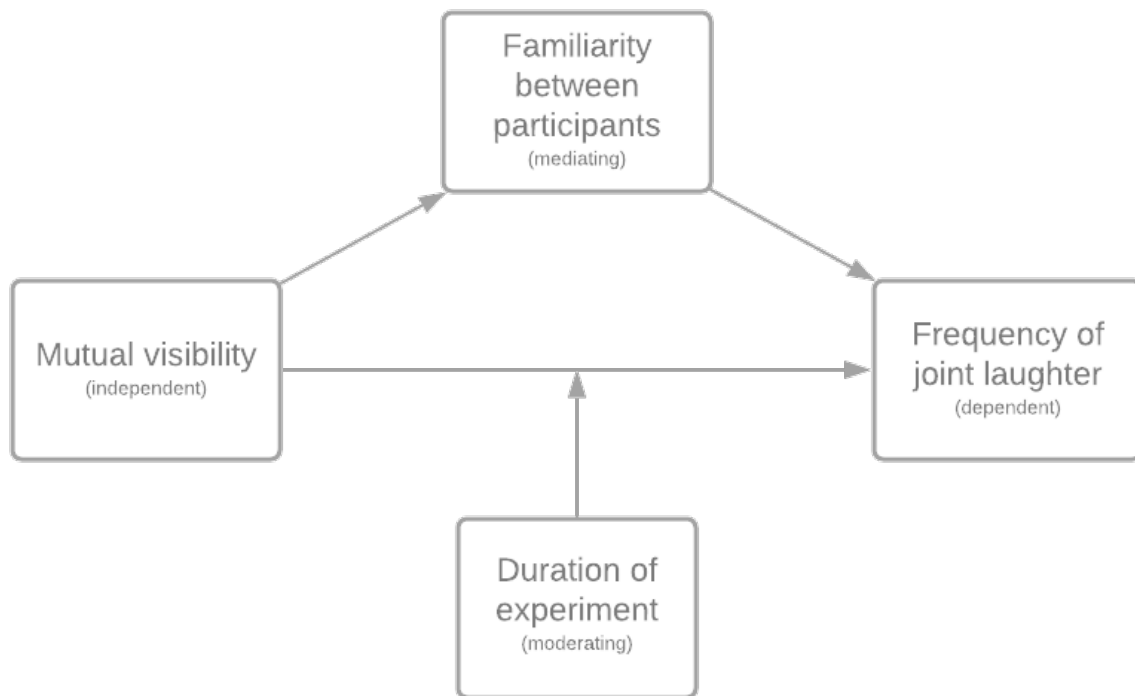 Familiarity
between
participants
(mediating)
Mutual visibility
(independent)
Frequency of
joint laughter
(dependent)
Duration of
experiment
(moderating)